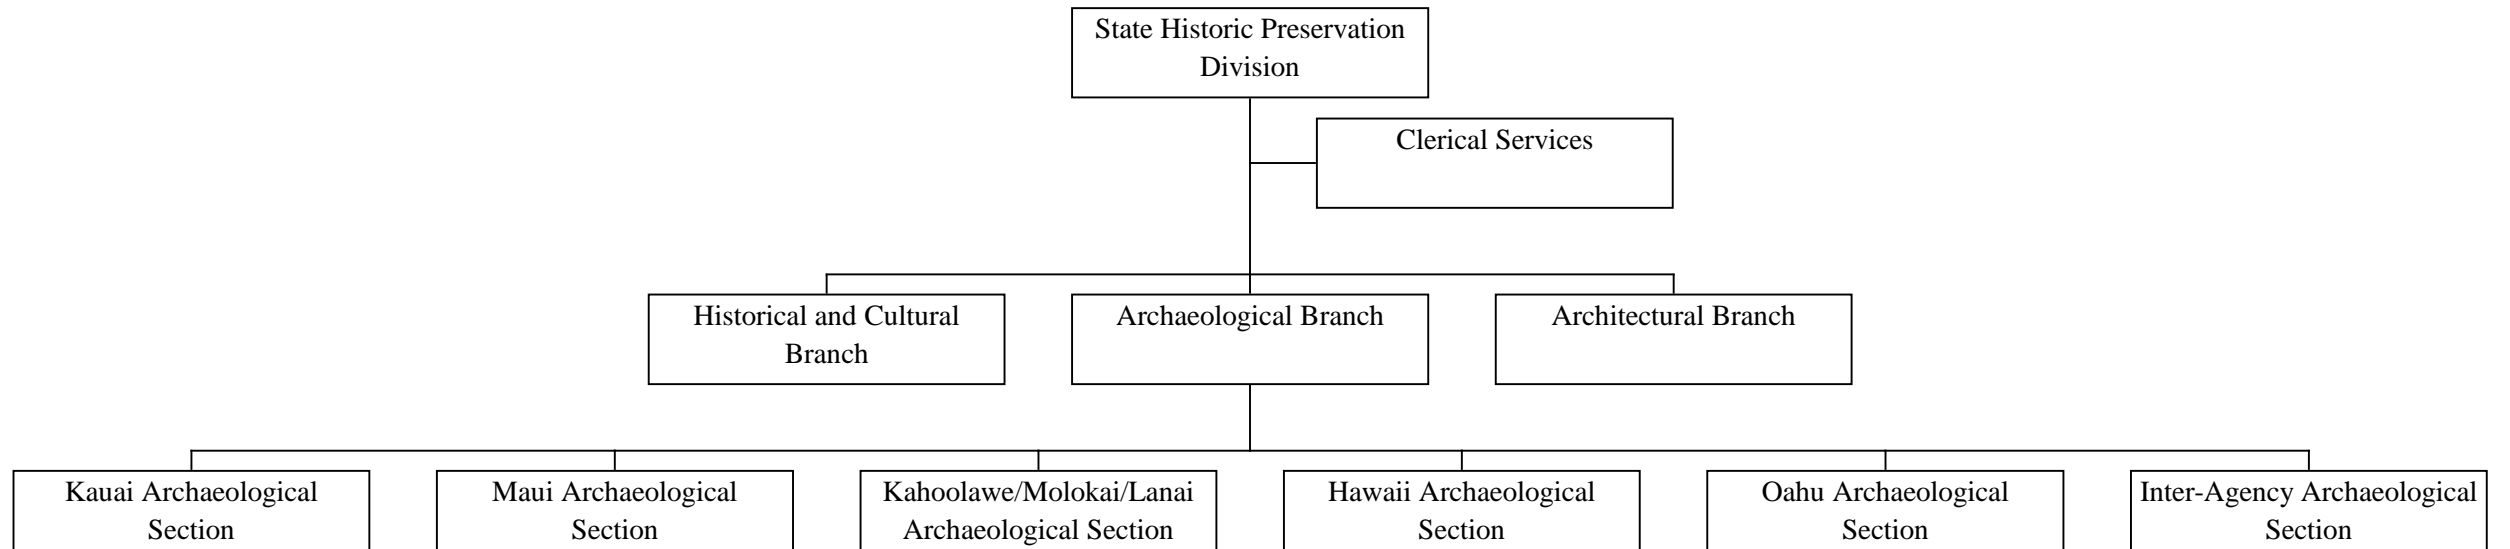 State Historic Preservation
Division
Clerical Services
Historical and Cultural
Branch
Archaeological Branch
Architectural Branch
Kauai Archaeological
Section
Maui Archaeological
Section
Kahoolawe/Molokai/Lanai
Archaeological Section
Hawaii Archaeological
Section
Oahu Archaeological
Section
Inter-Agency Archaeological
Section